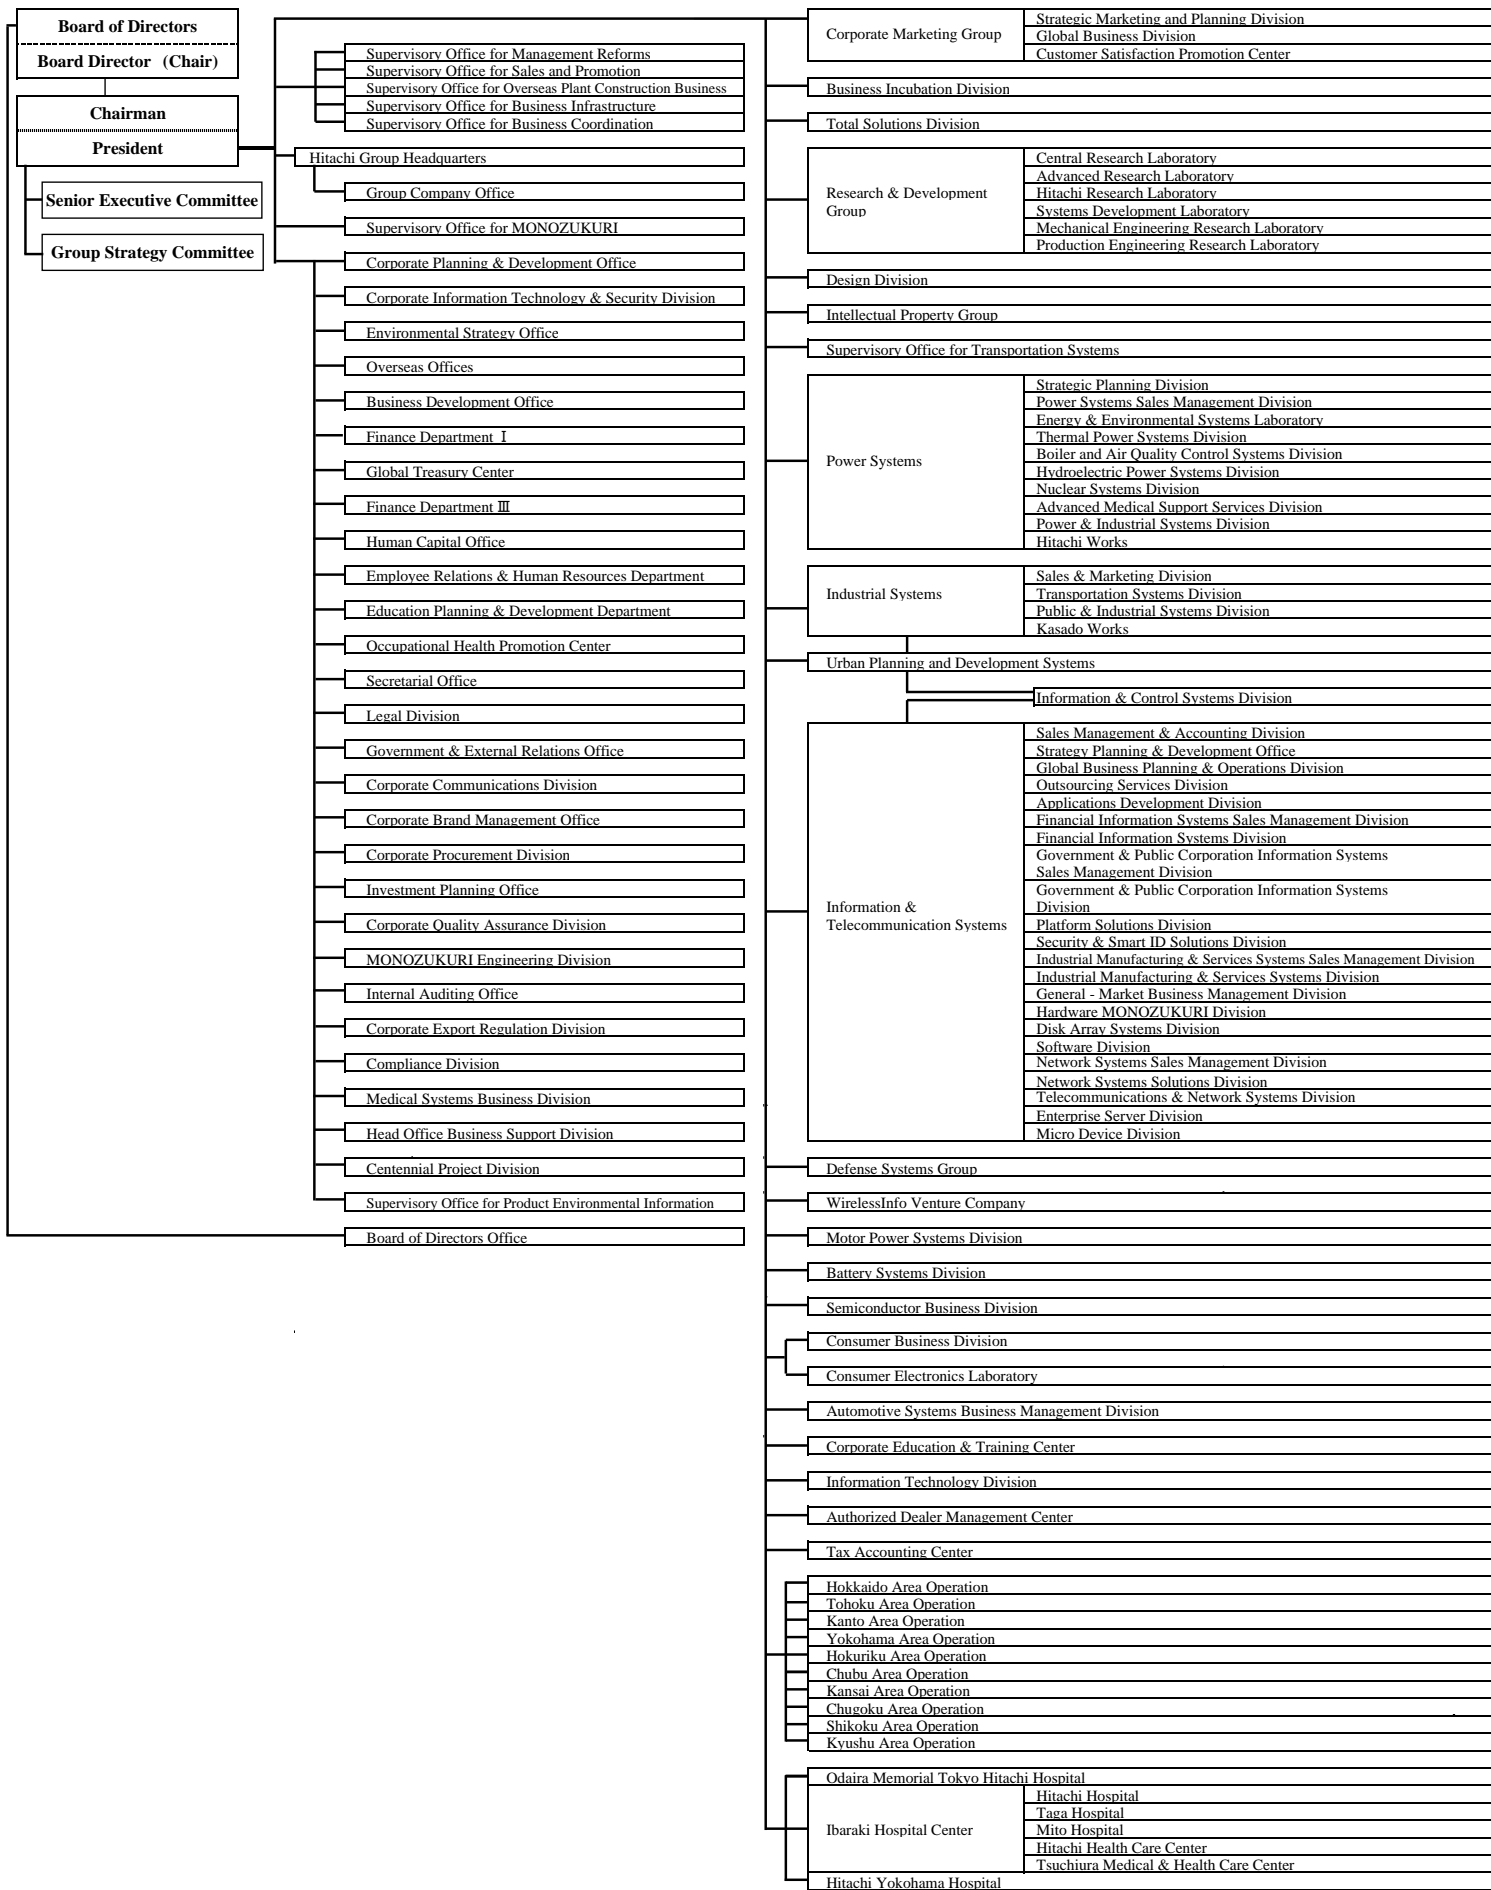 Board of Directors
Board Director (Chair)
Chairman
President
Senior Executive Committee
Group Strategy Committee
Supervisory Office for Management Reforms
Supervisory Office for Sales and Promotion
Supervisory Office for Overseas Plant Construction Business
Supervisory Office for Business Infrastructure
Supervisory Office for Business Coordination
Hitachi Group Headquarters
Group Company Office
Supervisory Office for MONOZUKURI
Corporate Planning & Development Office
Corporate Information Technology & Security Division
Environmental Strategy Office
Overseas Offices
Business Development Office
Finance Department Ⅰ
Global Treasury Center
Finance Department Ⅲ
Human Capital Office
Employee Relations & Human Resources Department
Education Planning & Development Department
Occupational Health Promotion Center
Secretarial Office
Legal Division
Government & External Relations Office
Corporate Communications Division
Corporate Brand Management Office
Corporate Procurement Division
Investment Planning Office
Corporate Quality Assurance Division
MONOZUKURI Engineering Division
Internal Auditing Office
Corporate Export Regulation Division
Compliance Division
Medical Systems Business Division
Head Office Business Support Division
Centennial Project Division
Supervisory Office for Product Environmental Information
Board of Directors Office
Corporate Marketing Group
Strategic Marketing and Planning Division
Global Business Division
Customer Satisfaction Promotion Center
Business Incubation Division
Total Solutions Division
Research & Development
Group
Central Research Laboratory
Advanced Research Laboratory
Hitachi Research Laboratory
Systems Development Laboratory
Mechanical Engineering Research Laboratory
Production Engineering Research Laboratory
Design Division
Intellectual Property Group
Supervisory Office for Transportation Systems
Power Systems
Strategic Planning Division
Power Systems Sales Management Division
Energy & Environmental Systems Laboratory
Thermal Power Systems Division
Boiler and Air Quality Control Systems Division
Hydroelectric Power Systems Division
Nuclear Systems Division
Advanced Medical Support Services Division
Power & Industrial Systems Division
Hitachi Works
Industrial Systems
Sales & Marketing Division
Transportation Systems Division
Public & Industrial Systems Division
Kasado Works
Urban Planning and Development Systems
Information & Control Systems Division
Information &
Telecommunication Systems
Sales Management & Accounting Division
Strategy Planning & Development Office
Global Business Planning & Operations Division
Outsourcing Services Division
Applications Development Division
Financial Information Systems Sales Management Division
Financial Information Systems Division
Government & Public Corporation Information Systems
Sales Management Division
Government & Public Corporation Information Systems
Division
Platform Solutions Division
Security & Smart ID Solutions Division
Industrial Manufacturing & Services Systems Sales Management Division
Industrial Manufacturing & Services Systems Division
General - Market Business Management Division
Hardware MONOZUKURI Division
Disk Array Systems Division
Software Division
Network Systems Sales Management Division
Network Systems Solutions Division
Telecommunications & Network Systems Division
Enterprise Server Division
Micro Device Division
Defense Systems Group
WirelessInfo Venture Company
Motor Power Systems Division
Battery Systems Division
Semiconductor Business Division
Consumer Business Division
Consumer Electronics Laboratory
Automotive Systems Business Management Division
Corporate Education & Training Center
Information Technology Division
Authorized Dealer Management Center
Tax Accounting Center
Hokkaido Area Operation
Tohoku Area Operation
Kanto Area Operation
Yokohama Area Operation
Hokuriku Area Operation
Chubu Area Operation
Kansai Area Operation
Chugoku Area Operation
Shikoku Area Operation
Kyushu Area Operation
Odaira Memorial Tokyo Hitachi Hospital
Ibaraki Hospital Center
Hitachi Hospital
Taga Hospital
Mito Hospital
Hitachi Health Care Center
Tsuchiura Medical & Health Care Center
Hitachi Yokohama Hospital